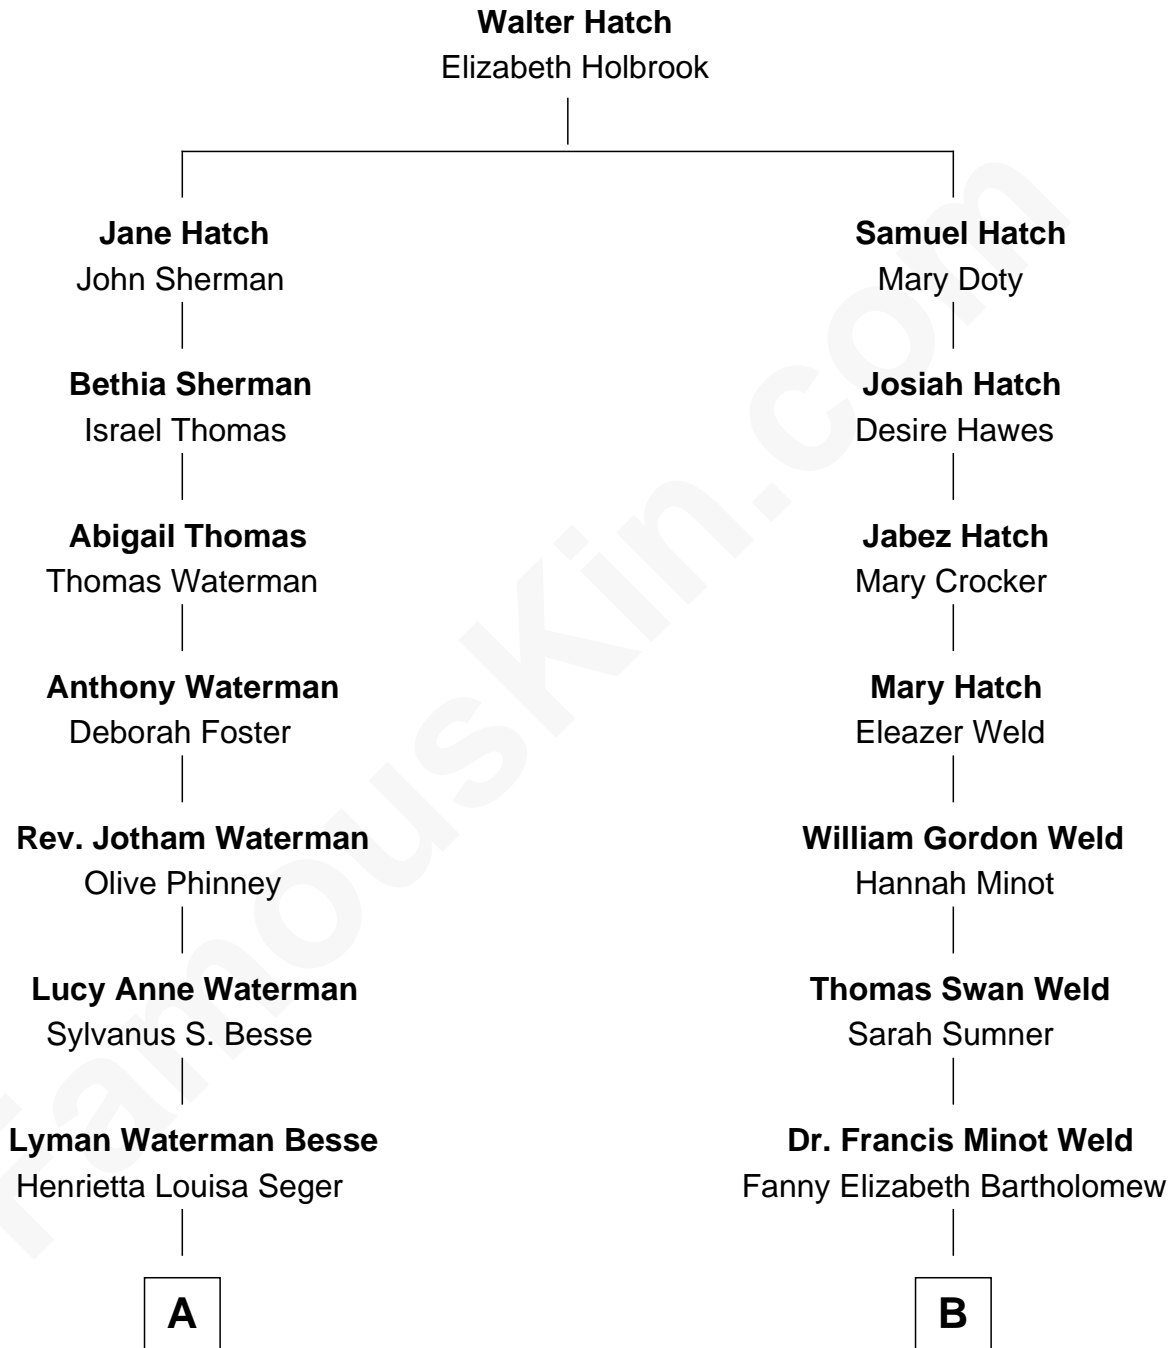 Walter Hatch
Elizabeth Holbrook
Jane Hatch
John Sherman
Samuel Hatch
Mary Doty
Bethia Sherman
Israel Thomas
Josiah Hatch
Desire Hawes
Abigail Thomas
Thomas Waterman
Jabez Hatch
Mary Crocker
Anthony Waterman
Deborah Foster
Mary Hatch
Eleazer Weld
Rev. Jotham Waterman
Olive Phinney
William Gordon Weld
Hannah Minot
Lucy Anne Waterman
Sylvanus S. Besse
Thomas Swan Weld
Sarah Sumner
Lyman Waterman Besse
Henrietta Louisa Seger
Dr. Francis Minot Weld
Fanny Elizabeth Bartholomew
A
B
FamousKin.com